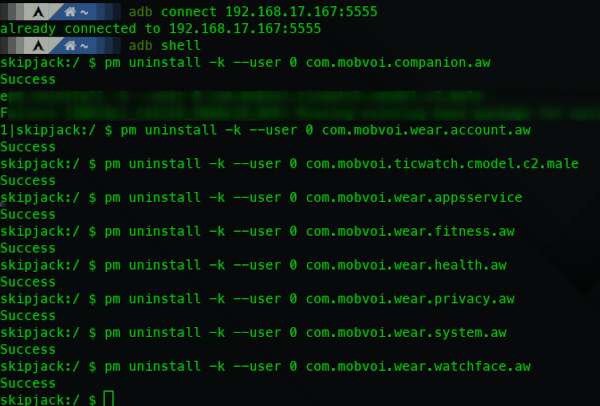 ~ adb connect 192.168.17.167:5555
already connected to 192.168.17.167:5555
~ adb shell
skipjack:/ $ pm uninstall -k --user 0 com.mobvoi.companion.aw
Success
1|skipjack:/ $ pm uninstall -k --user 0 com.mobvoi.wear.account.aw
Success
skipjack:/ $ pm uninstall -k --user 0 com.mobvoi.ticwatch.cmodel.c2.male
Success
skipjack:/ $ pm uninstall -k --user 0 com.mobvoi.wear.appsservice
Success
skipjack:/ $ pm uninstall -k --user 0 com.mobvoi.wear.fitness.aw
Success
skipjack:/ $ pm uninstall -k --user 0 com.mobvoi.wear.health.aw
Success
skipjack:/ $ pm uninstall -k --user 0 com.mobvoi.wear.privacy.aw
Success
skipjack:/ $ pm uninstall -k --user 0 com.mobvoi.wear.system.aw
Success
skipjack:/ $ pm uninstall -k --user 0 com.mobvoi.wear.watchface.aw
Success
skipjack:/ $